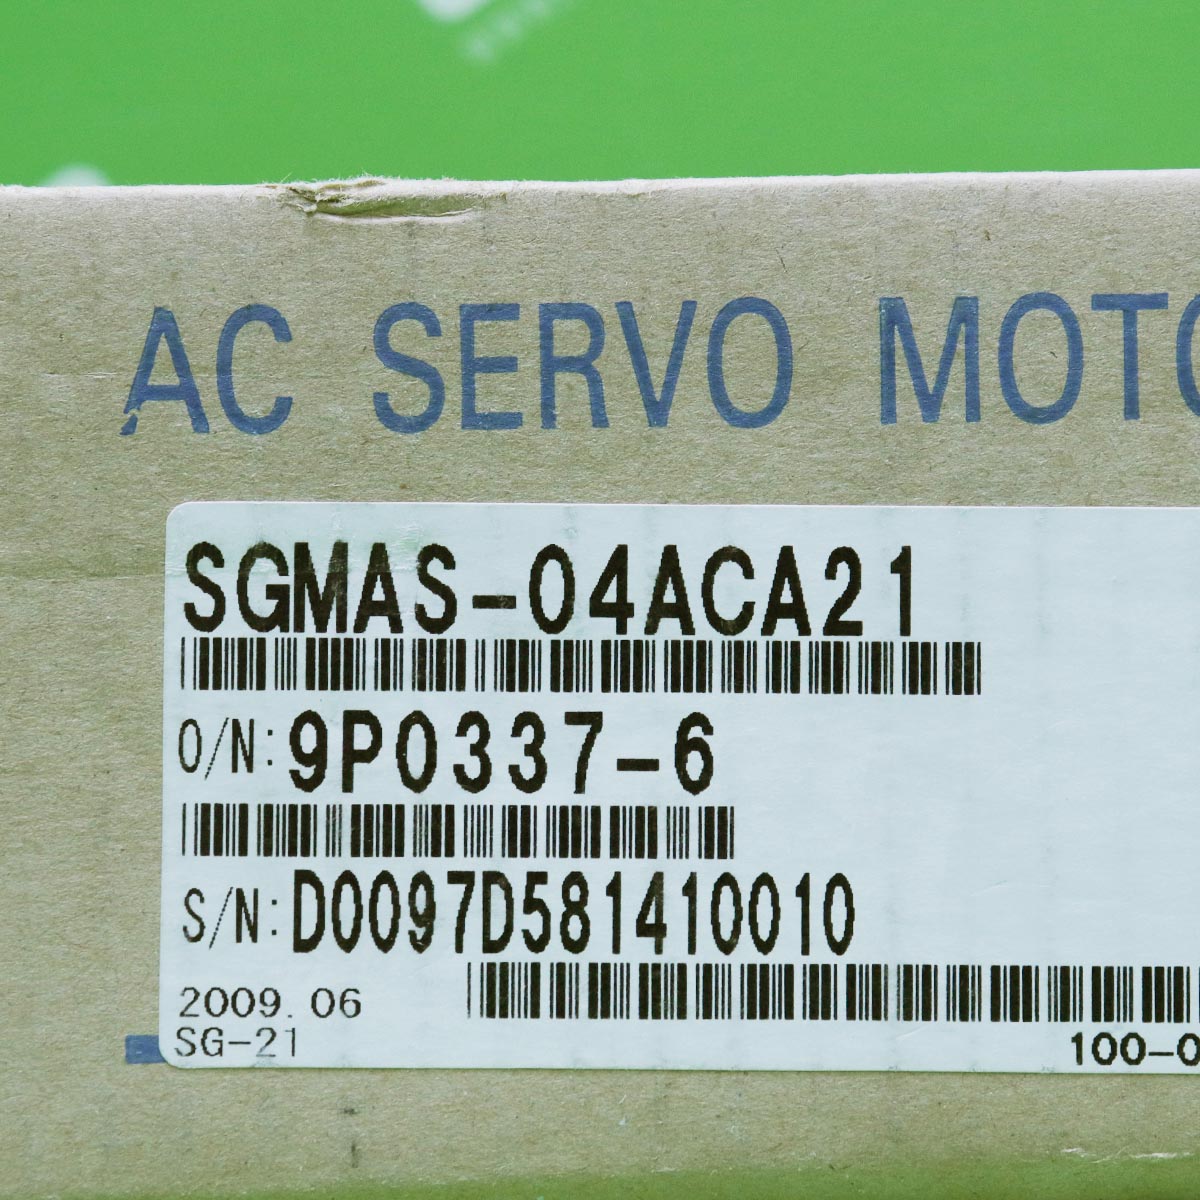 AC SERVO MOTO
SGMAS-04ACA21
O/N: 9P0337-6
S/N: D0097D581410010
2009. 06
SG-21
100-0